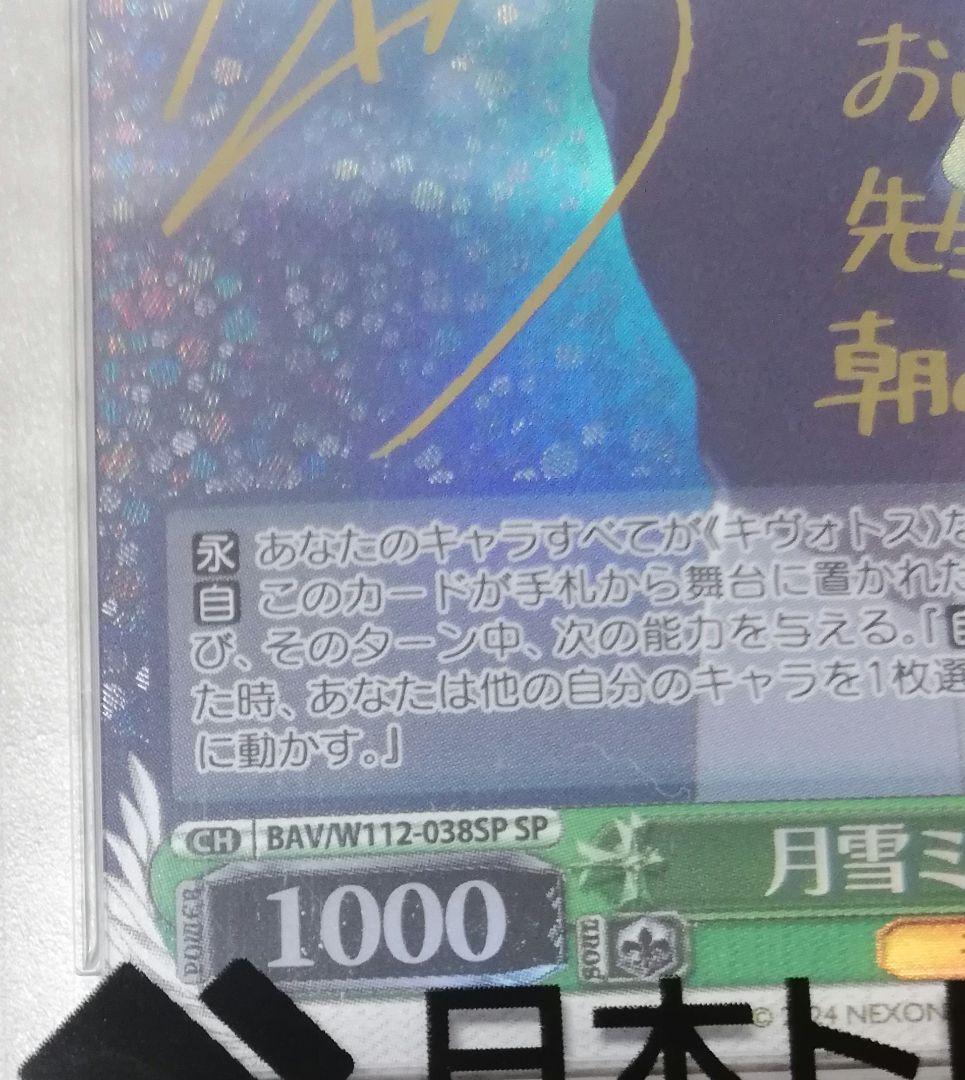 お
先生
朝の
永 あなたのキャラすべてが《キヴォトス》な
自 このカードが手札から舞台に置かれた
び、そのターン中、次の能力を与える。『自
た時、あなたは他の自分のキャラを1枚選
に動かす。』
CH BAV/W112-038SP SP
月雪ミ
POWER 1000
SOUL
© 2024 NEXON
日本ト